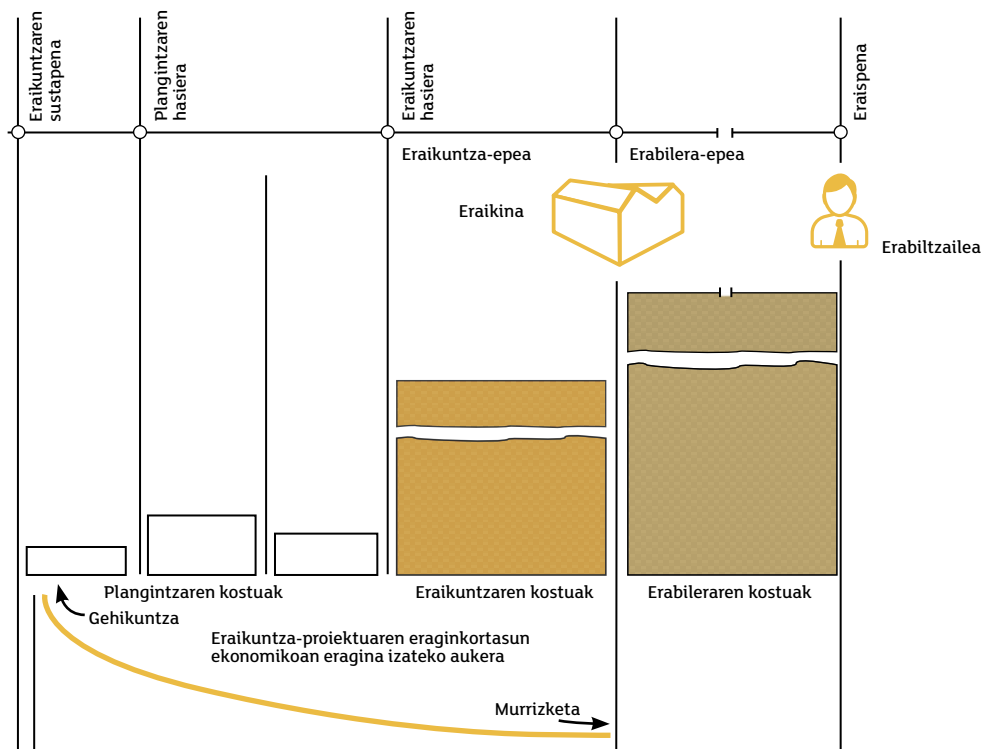 Eraikuntzaren
sustapena
Plangintzaren
hasiera
Eraikuntzaren
hasiera
Eraispena
Eraikuntza-epea
Erabilera-epea
Eraikina
Erabiltzailea
Plangintzaren kostuak
Eraikuntzaren kostuak
Erabileraren kostuak
Gehikuntza
Eraikuntza-proiektuaren eraginkortasun
ekonomikoan eragina izateko aukera
Murrizketa